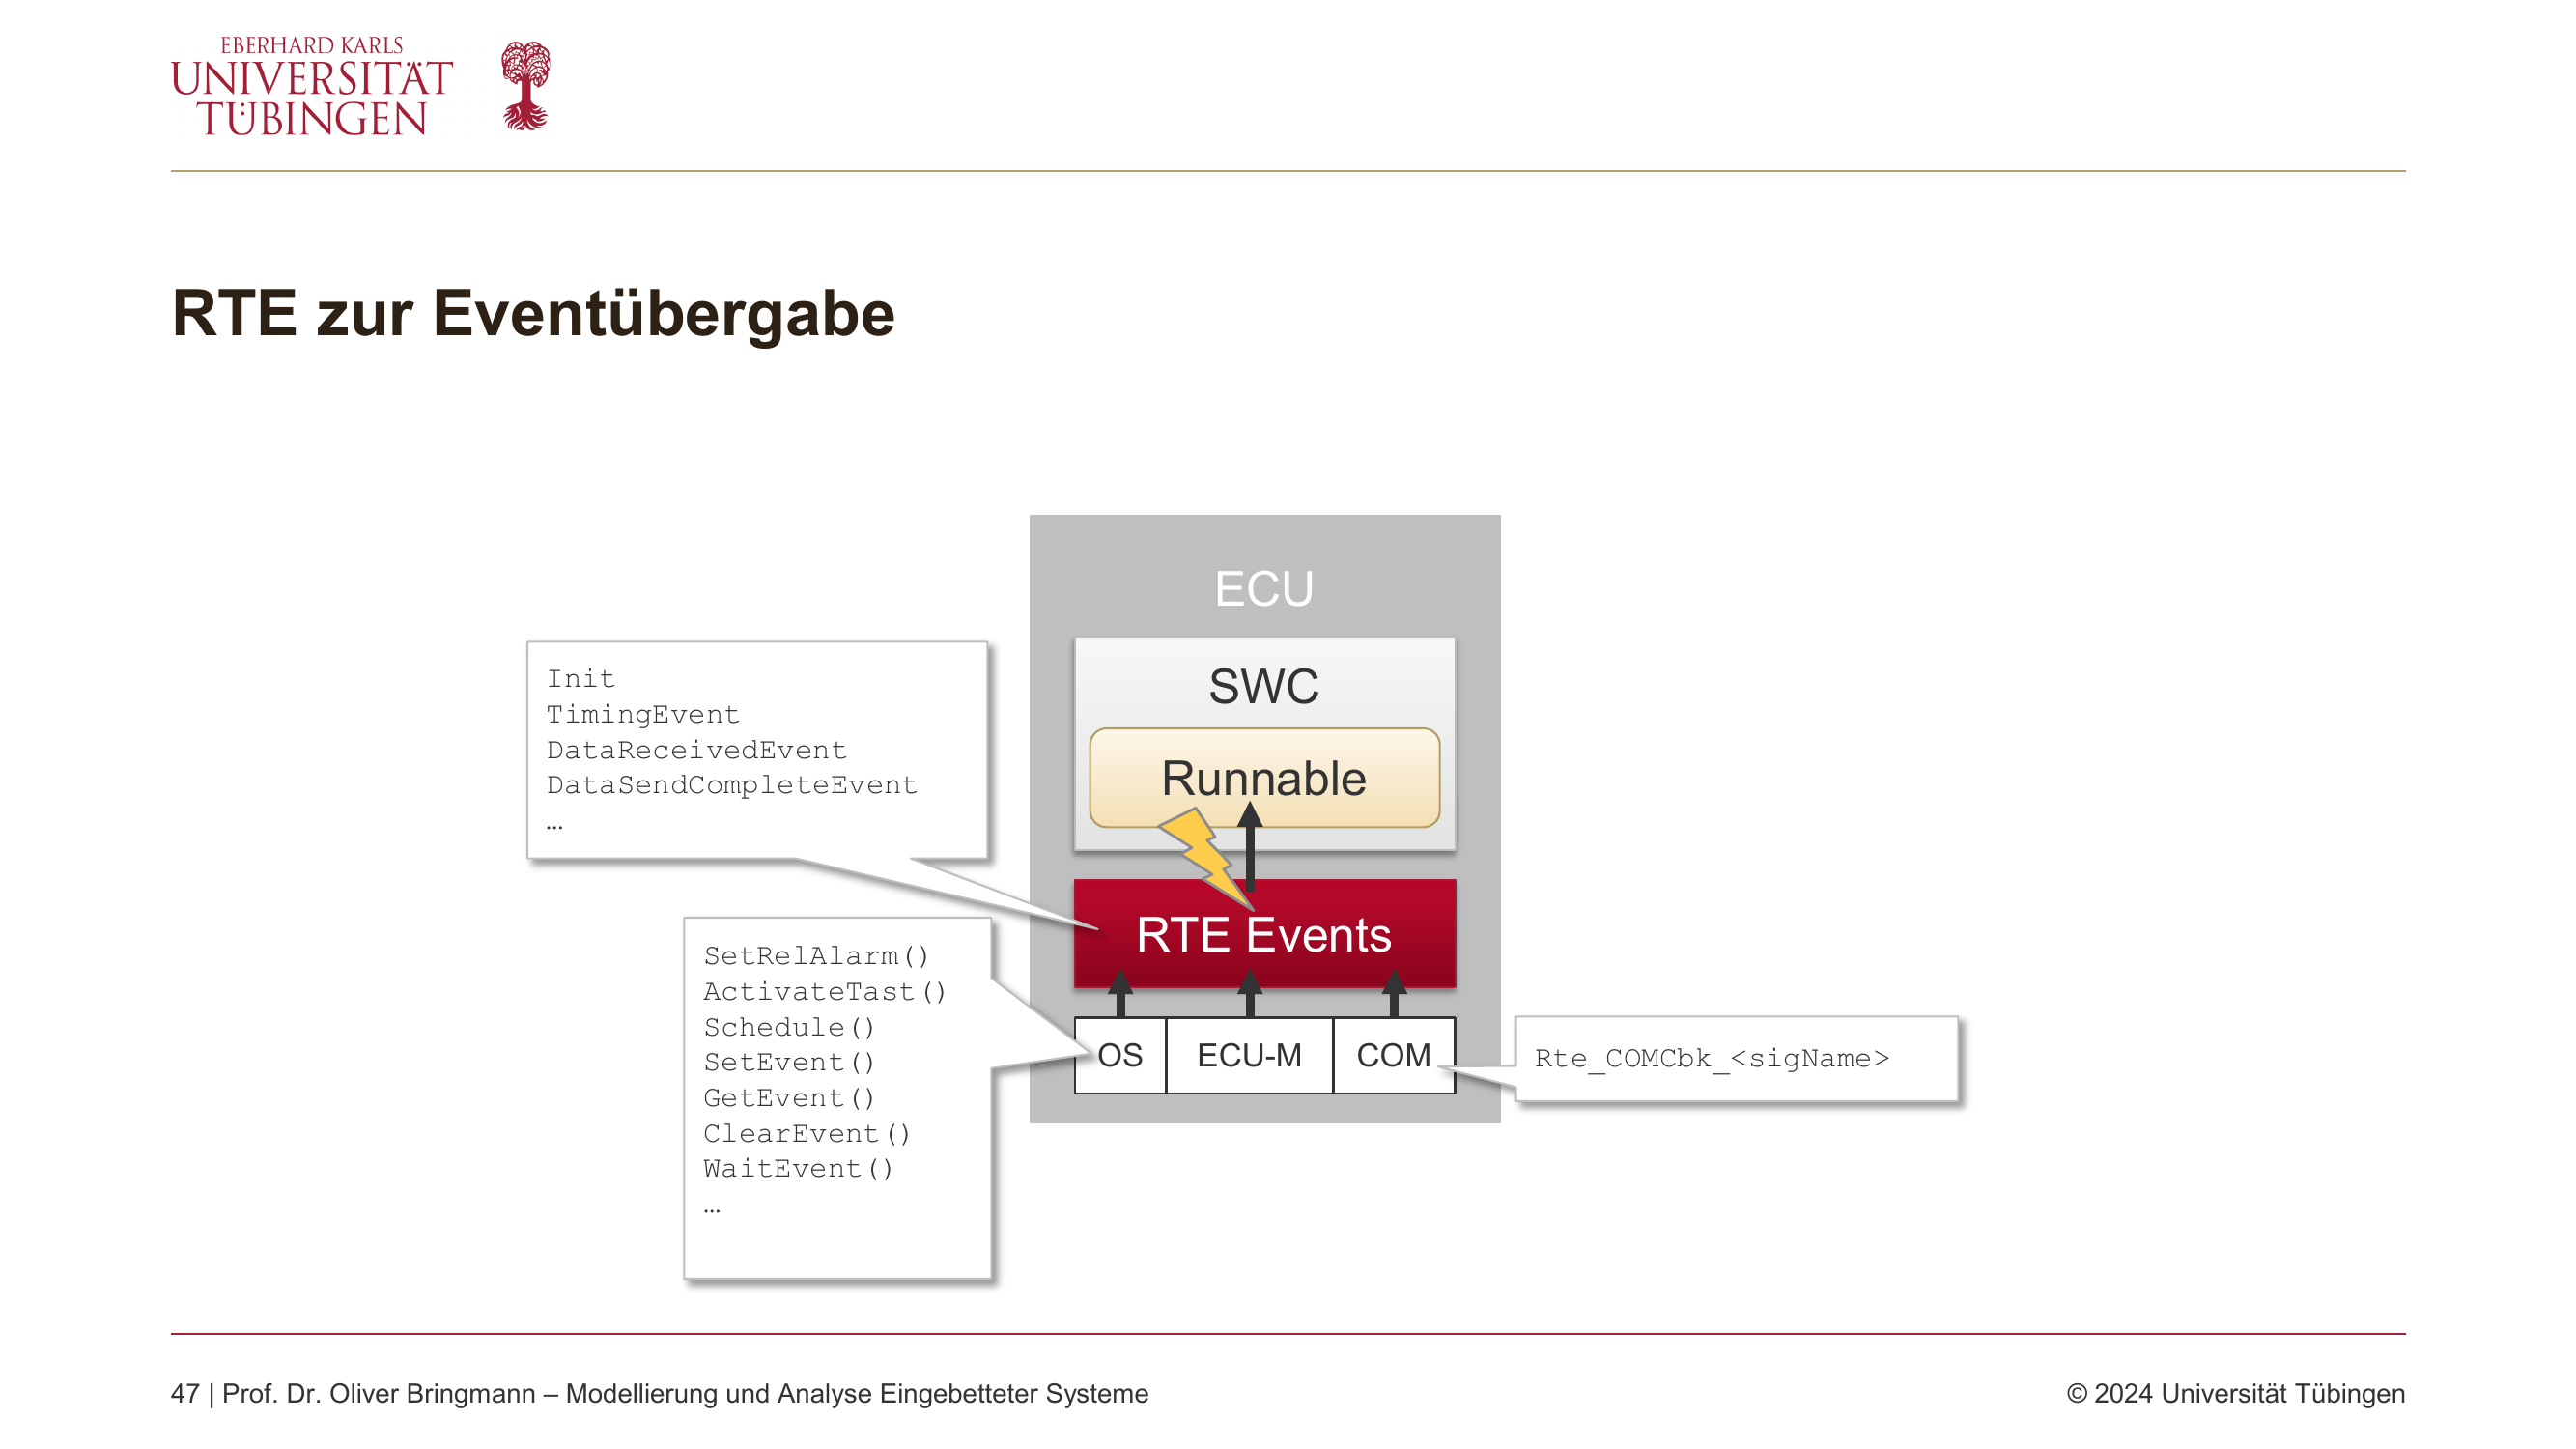 EBERHARD KARLS
UNIVERSITÄT
TÜBINGEN
RTE zur Eventübergabe
ECU
SWC
Runnable
RTE Events
OS
ECU-M
COM
Init
TimingEvent
DataReceivedEvent
DataSendCompleteEvent
…
SetRelAlarm()
ActivateTast()
Schedule()
SetEvent()
GetEvent()
ClearEvent()
WaitEvent()
…
Rte_COMCbk_<sigName>
47 | Prof. Dr. Oliver Bringmann – Modellierung und Analyse Eingebetteter Systeme
© 2024 Universität Tübingen